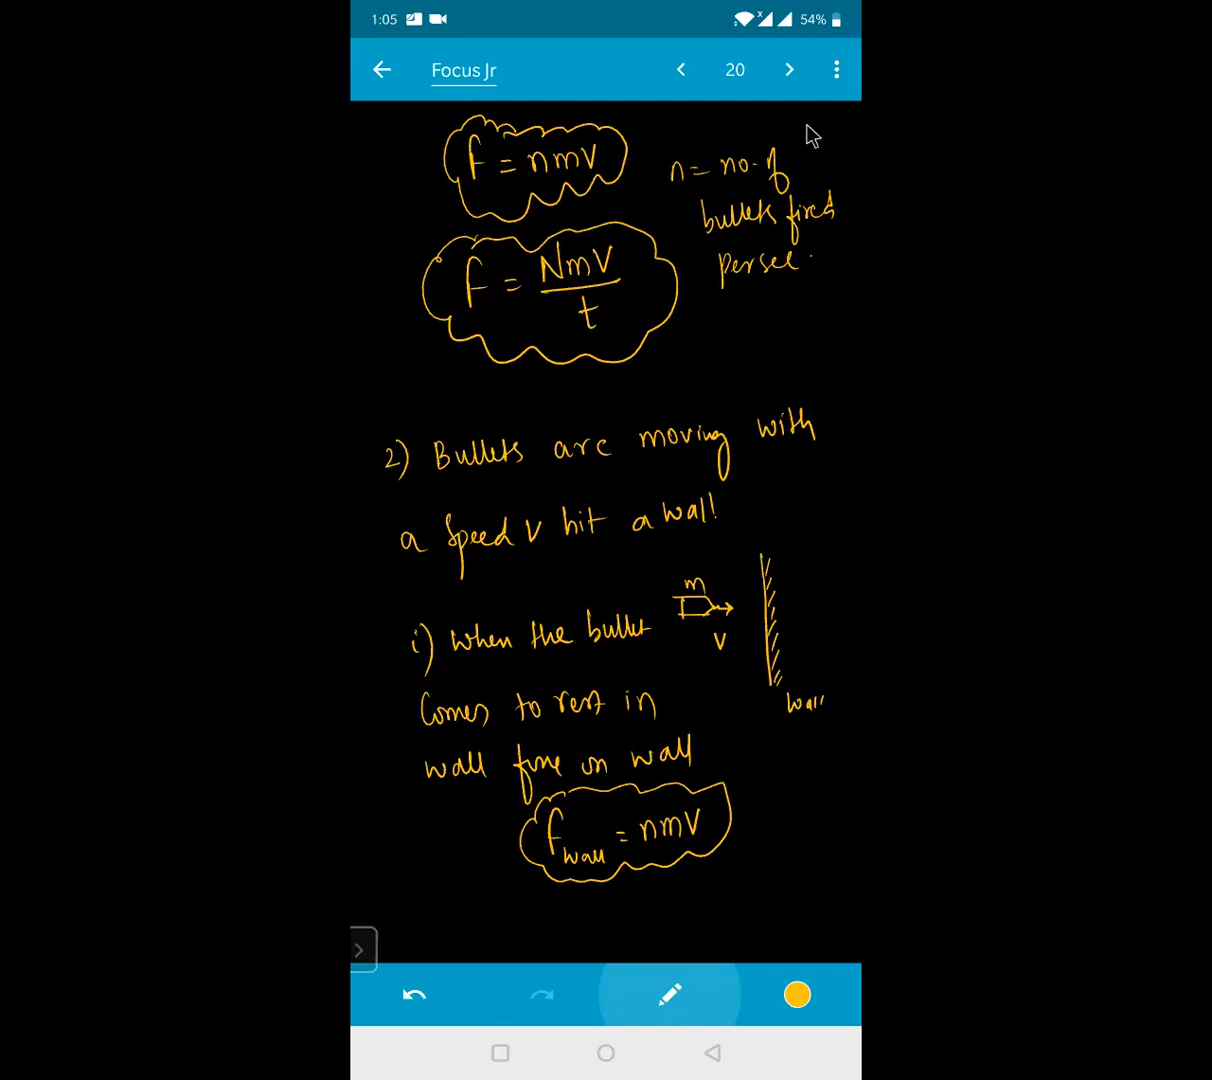 1:05
54%
Focus Jr
20
F = nmV
n = no. of
bullets fired
per sec.
F = NmV
t
2) Bullets are moving with
a speed V hit a wall
m
V
wall
i) When the bullet
Comes to rest in
wall force on wall
F wall = nmV